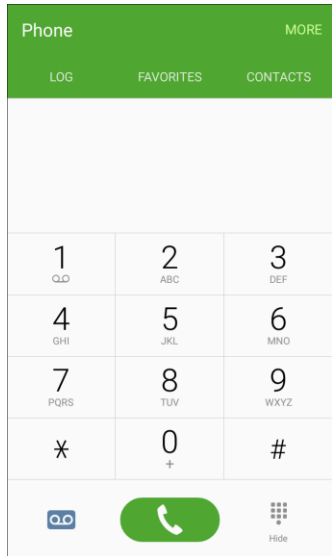 Phone MORE
LOG FAVORITES CONTACTS
1 2 3
ABC DEF
4 5 6
GHI JKL MNO
7 8 9
PQRS TUV WXYZ
* 0 #
+
Hide